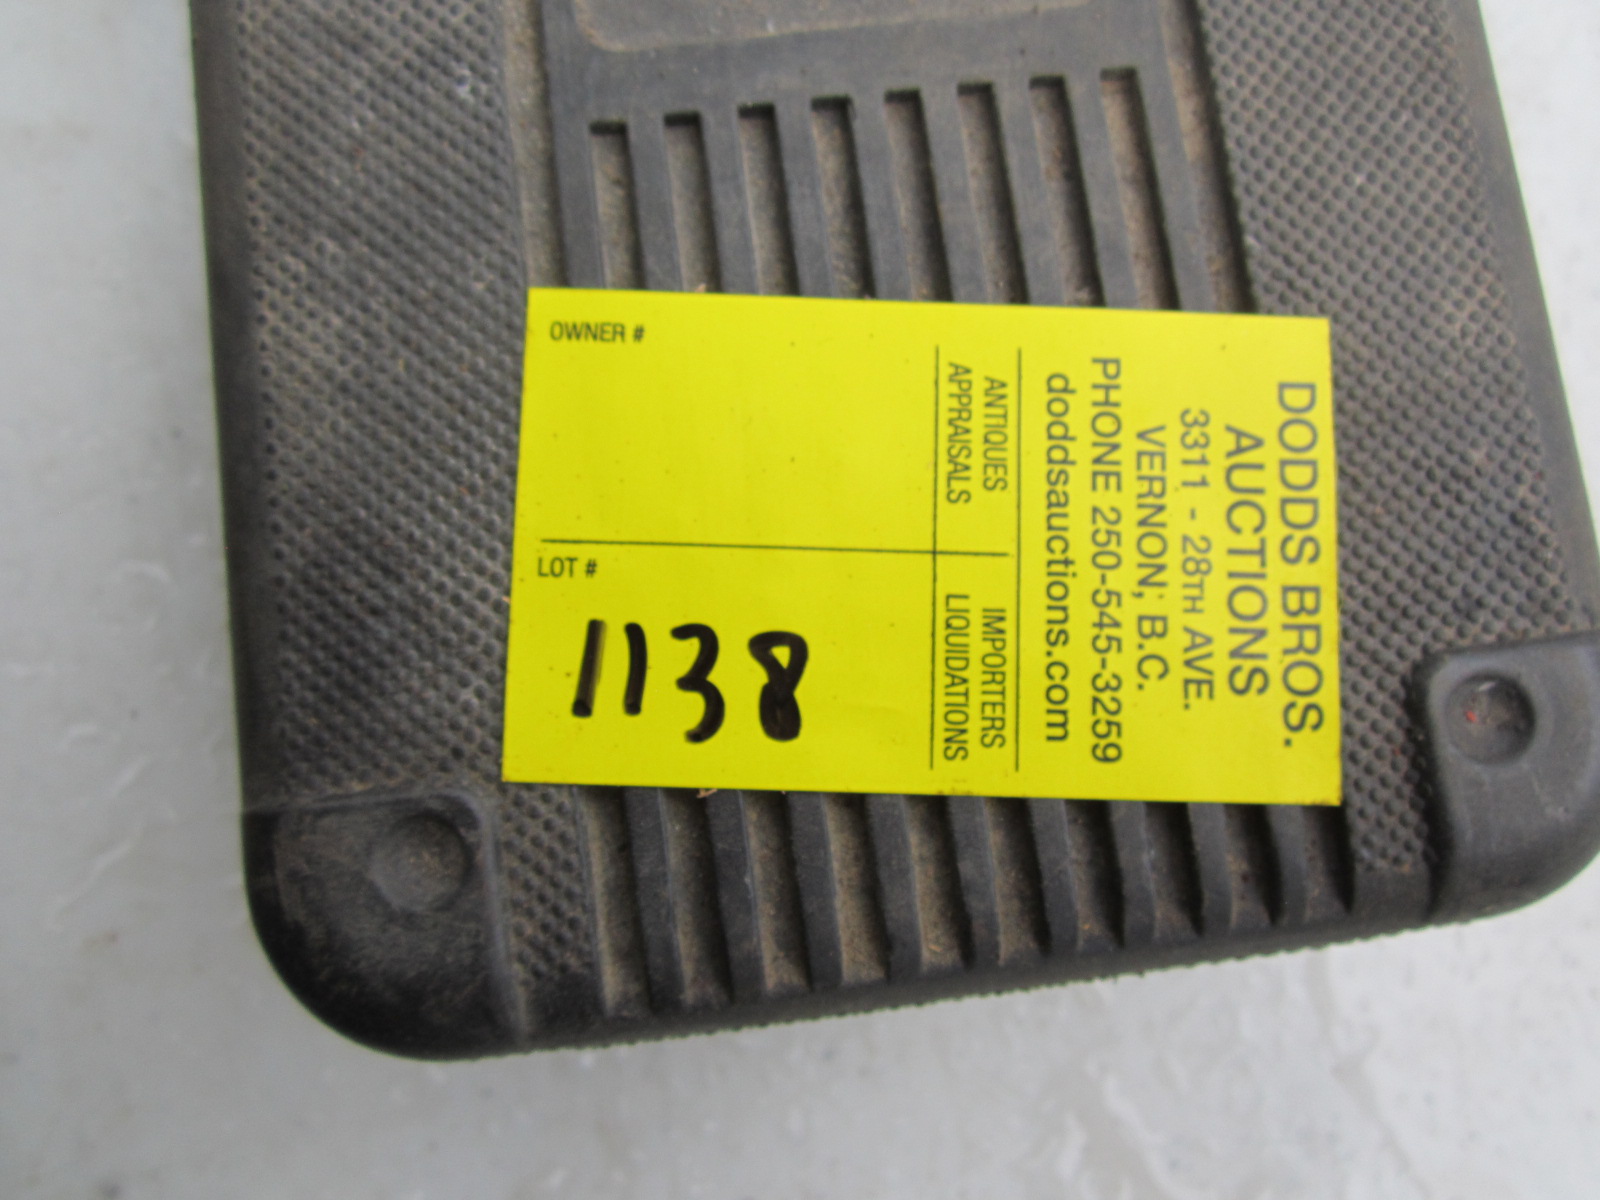 DODDS BROS.
AUCTIONS
3311 - 28TH AVE.
VERNON, B.C.
PHONE 250-545-3259
doddsauctions.com
ANTIQUES IMPORTERS
APPRAISALS LIQUIDATIONS
OWNER #
LOT #
1138